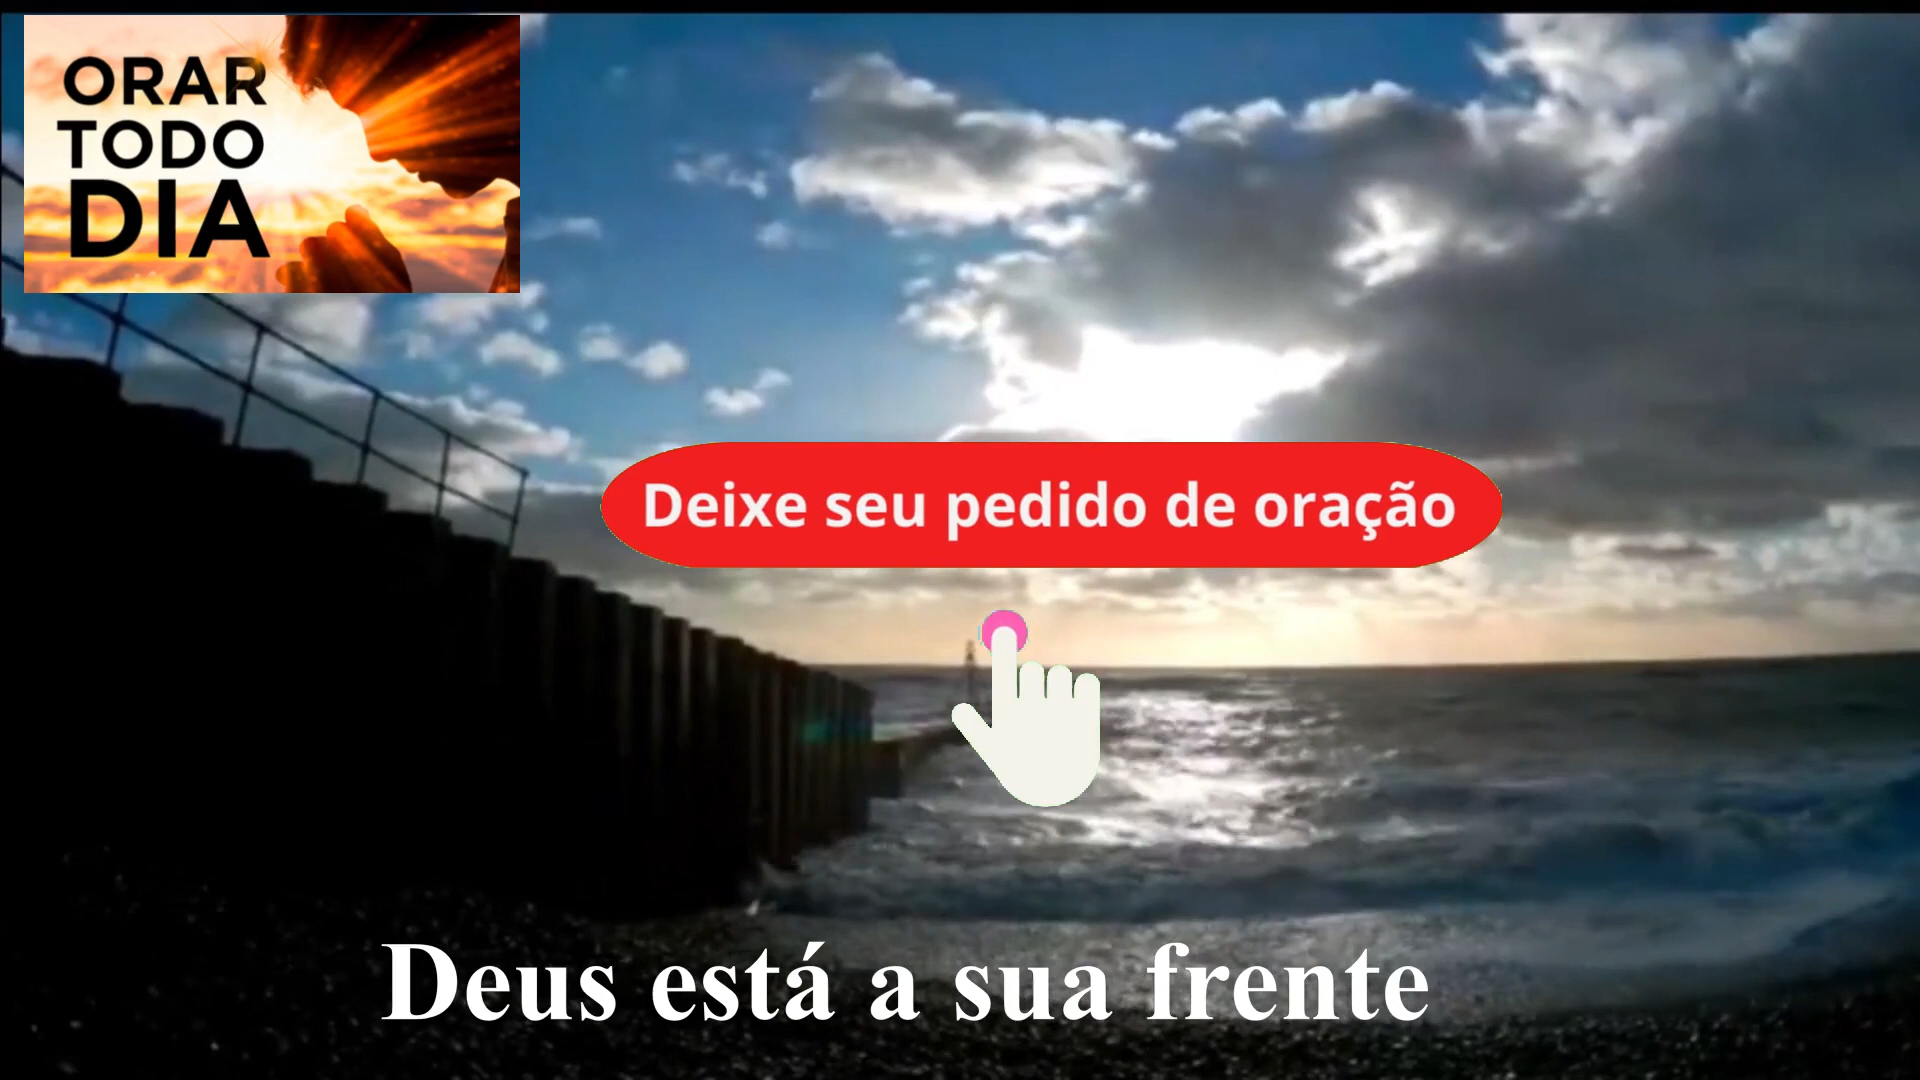 ORAR
TODO
DIA
Deixe seu pedido de oração
Deus está a sua frente